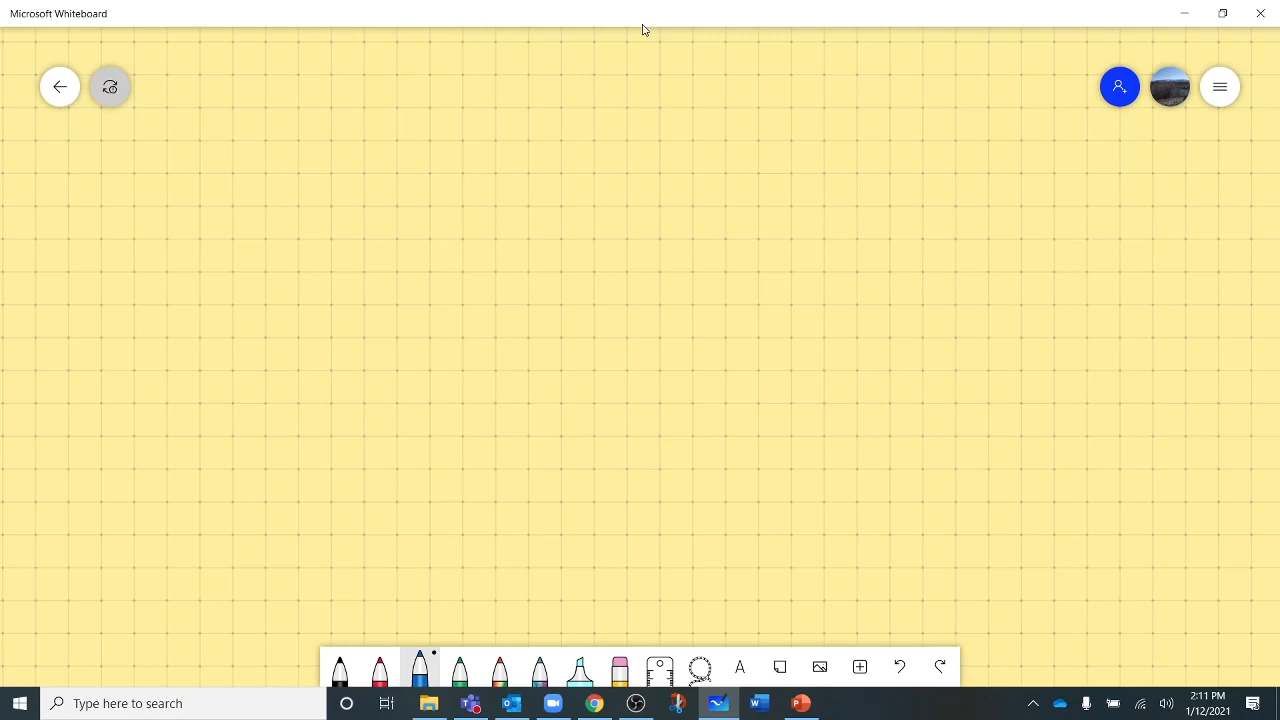 Microsoft Whiteboard
A
Type here to search
2:11 PM
1/12/2021